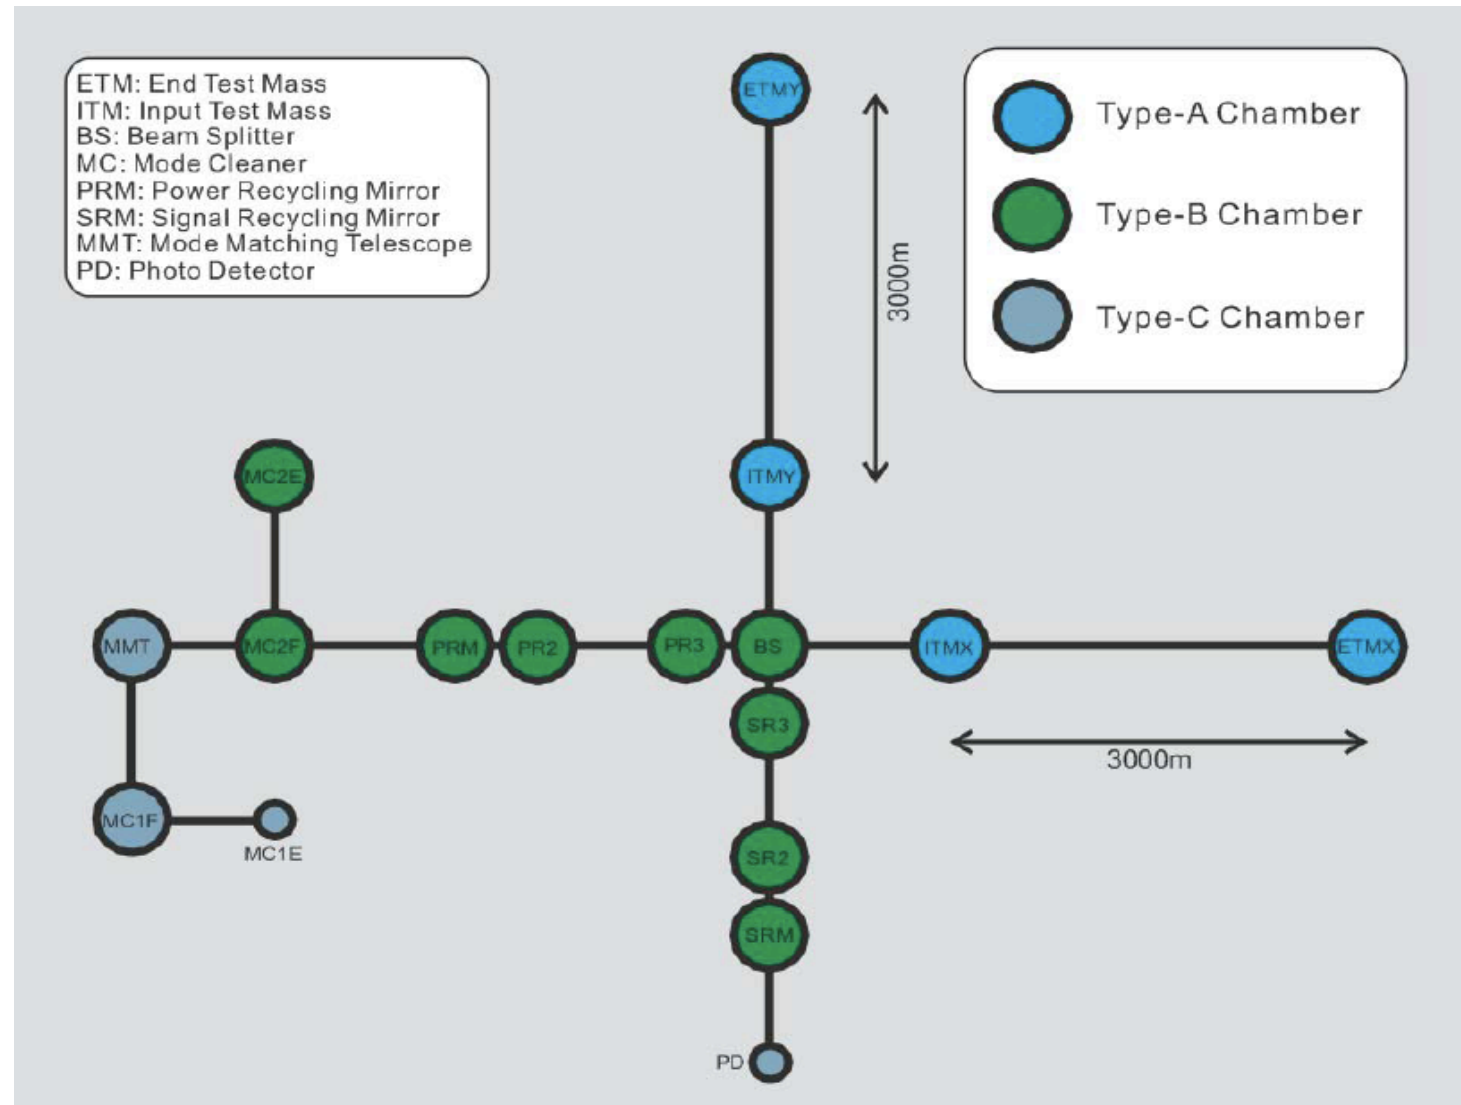 ETM: End Test Mass
ITM: Input Test Mass
BS: Beam Splitter
MC: Mode Cleaner
PRM: Power Recycling Mirror
SRM: Signal Recycling Mirror
MMT: Mode Matching Telescope
PD: Photo Detector
Type-A Chamber
Type-B Chamber
Type-C Chamber
ETMY
3000m
MC2E
ITMY
MMT
MC2F
PRM
PR2
PR3
BS
ITMX
ETMX
SR3
3000m
MC1F
MC1E
SR2
SRM
PD